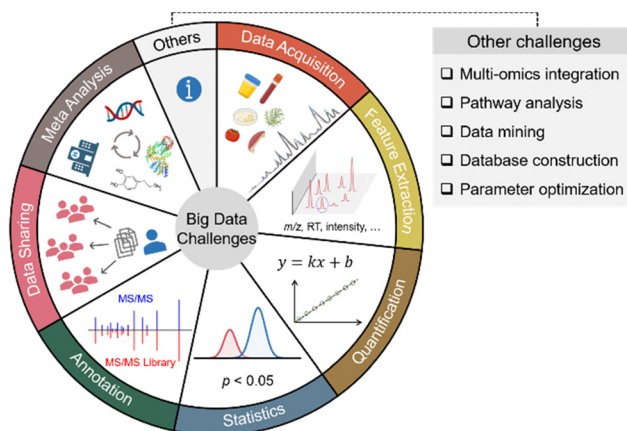 Others
Data Acquisition
Feature Extraction
Quantification
Statistics
Annotation
Data Sharing
Meta Analysis
i
m/z, RT, intensity, ...
y = kx + b
p < 0.05
MS/MS
MS/MS Library
Big Data
Challenges
Other challenges
Multi-omics integration
Pathway analysis
Data mining
Database construction
Parameter optimization